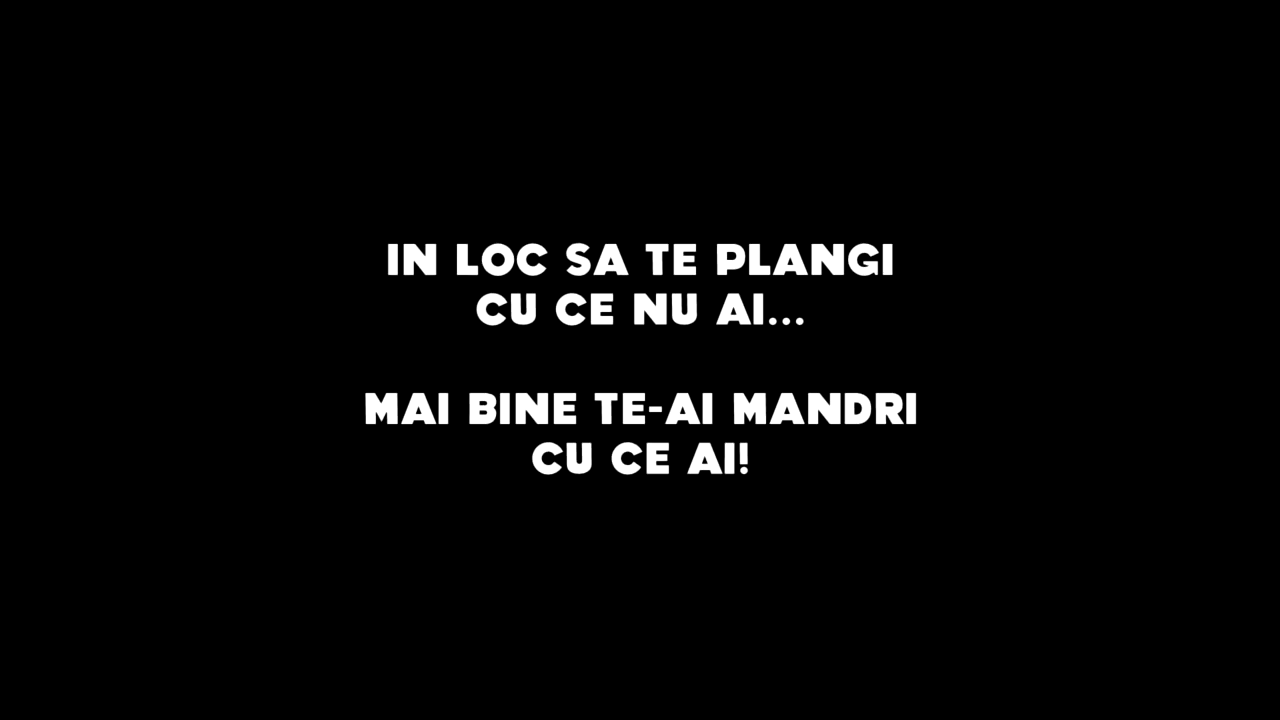 IN LOC SA TE PLANGI
CU CE NU AI...
MAI BINE TE-AI MANDRI
CU CE AI!